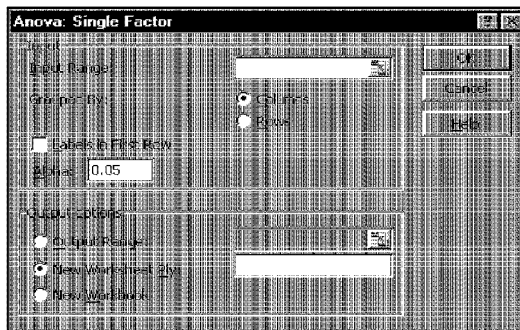 Anova: Single Factor
Input
Input Range:
Grouped By:
Columns
Rows
Labels in First Row
Alpha: 0.05
OK
Cancel
Help
Output options
Output Range:
New Worksheet Ply:
New Workbook